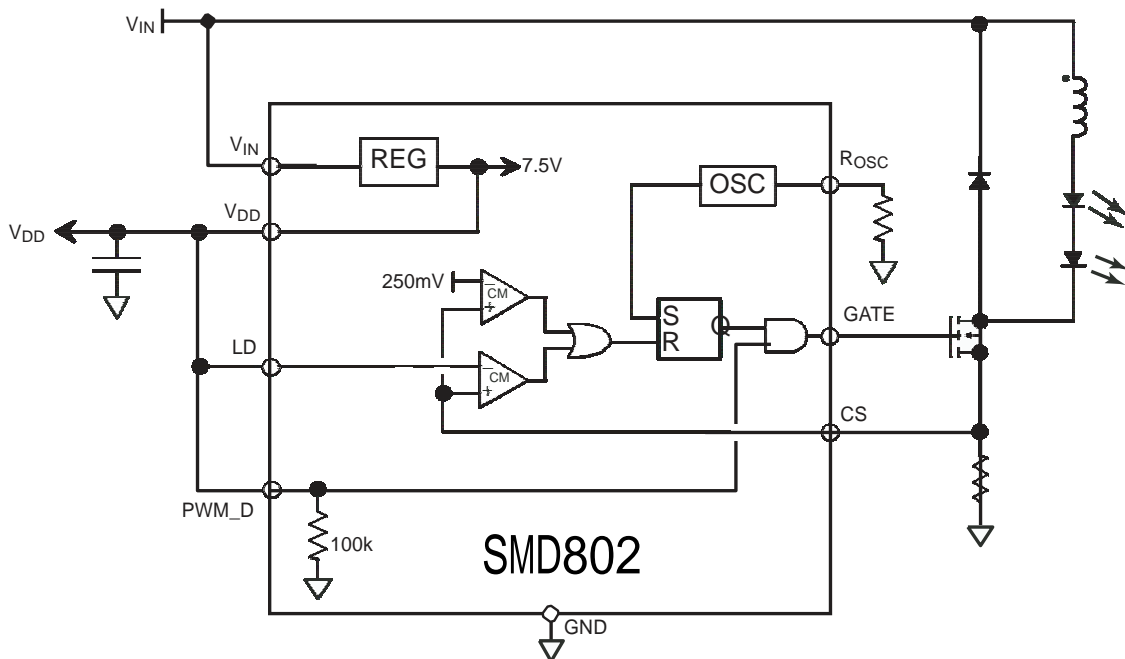 VIN
VIN
REG
7.5V
OSC
ROSC
VDD
VDD
250mV
CM
S
Q
R
GATE
LD
CM
CS
PWM_D
100k
SMD802
GND